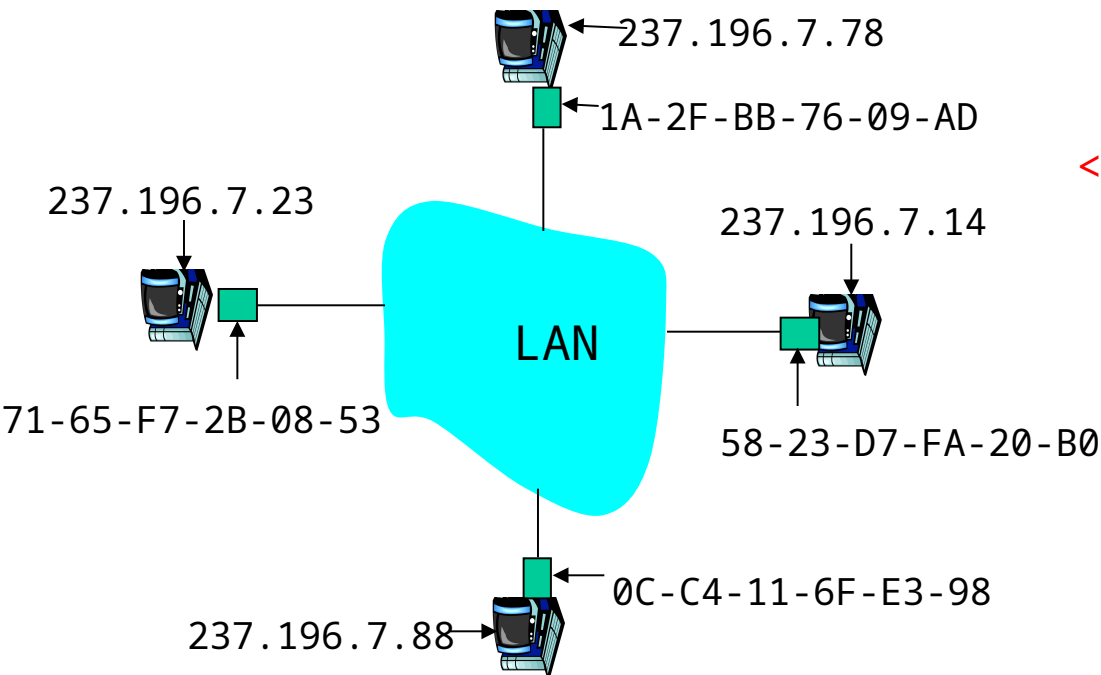 237.196.7.78
1A-2F-BB-76-09-AD
<
237.196.7.23
237.196.7.14
LAN
71-65-F7-2B-08-53
58-23-D7-FA-20-B0
0C-C4-11-6F-E3-98
237.196.7.88